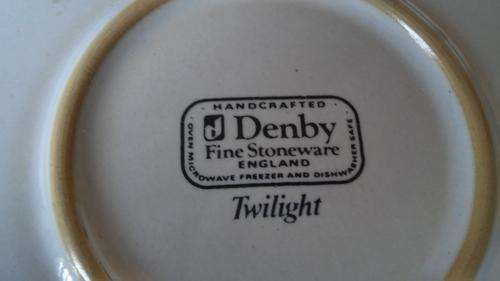 HANDCRAFTED
d Denby
Fine Stoneware
ENGLAND
· OVEN MICROWAVE FREEZER AND DISHWASHER SAFE ·
Twilight